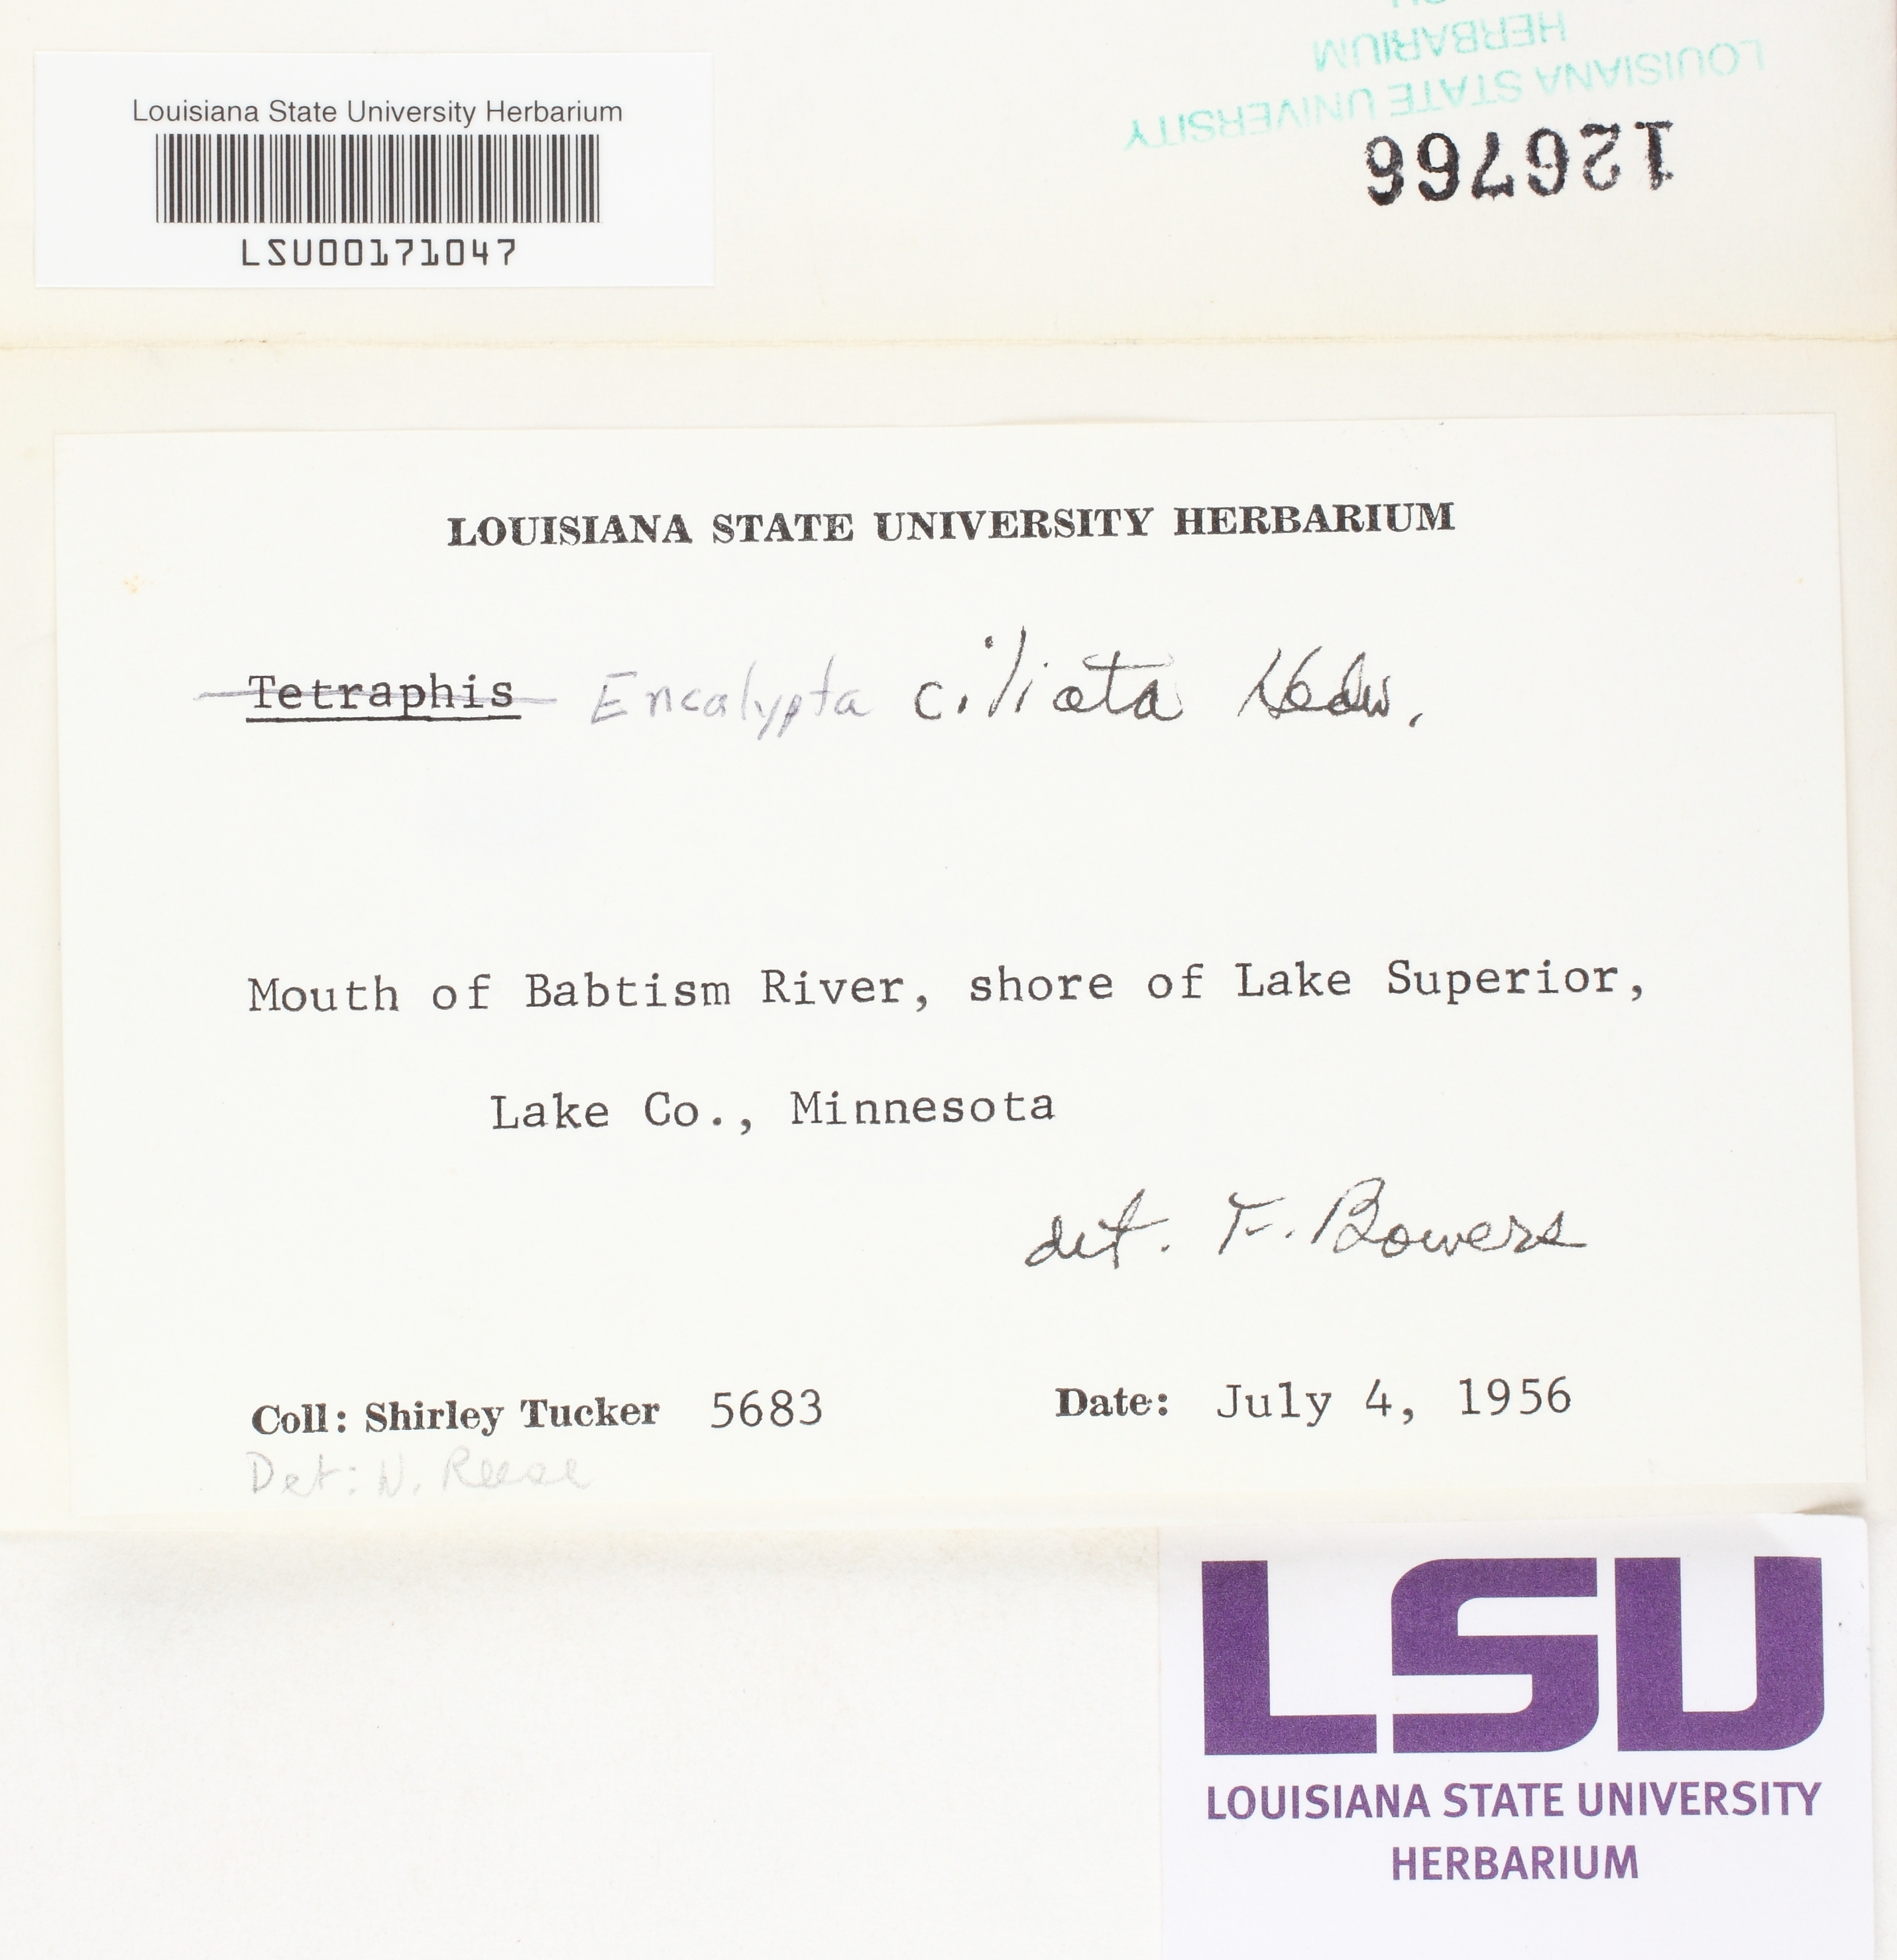 Louisiana State University Herbarium
LSU00171047
LOUISIANA STATE UNIVERSITY
HERBARIUM
126766
LOUISIANA STATE UNIVERSITY HERBARIUM
Tetraphis Encalypta ciliata Hedw.
Mouth of Babtism River, shore of Lake Superior,
Lake Co., Minnesota
det. F. Bowers
Coll: Shirley Tucker 5683 Date: July 4, 1956
Det: N. Reese
LSU
LOUISIANA STATE UNIVERSITY
HERBARIUM